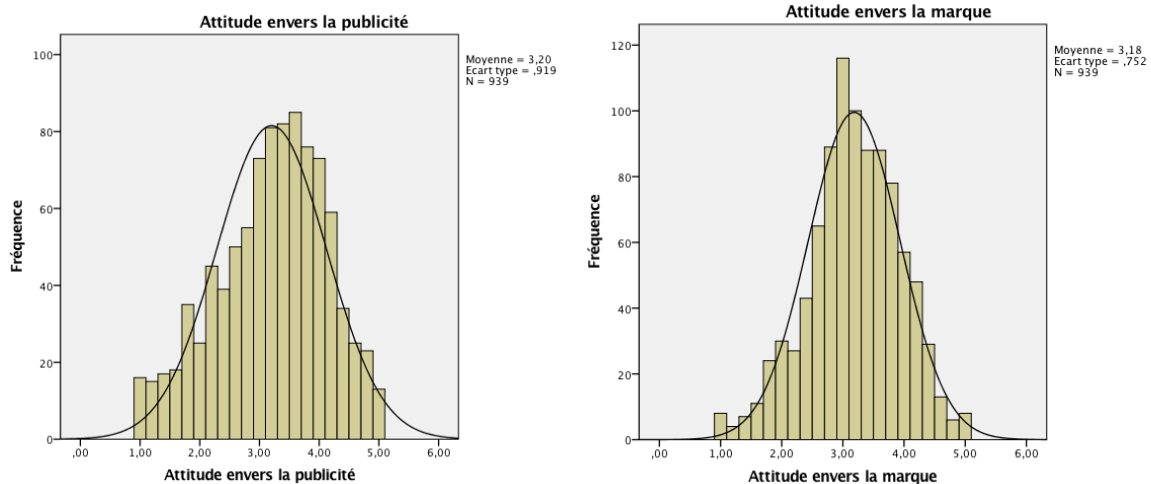 Attitude envers la publicité
Moyenne = 3,20
Ecart type = ,919
N = 939
100
80
60
40
20
0
Fréquence
,00 1,00 2,00 3,00 4,00 5,00 6,00
Attitude envers la publicité
Attitude envers la marque
Moyenne = 3,18
Ecart type = ,752
N = 939
120
100
80
60
40
20
0
Fréquence
,00 1,00 2,00 3,00 4,00 5,00 6,00
Attitude envers la marque